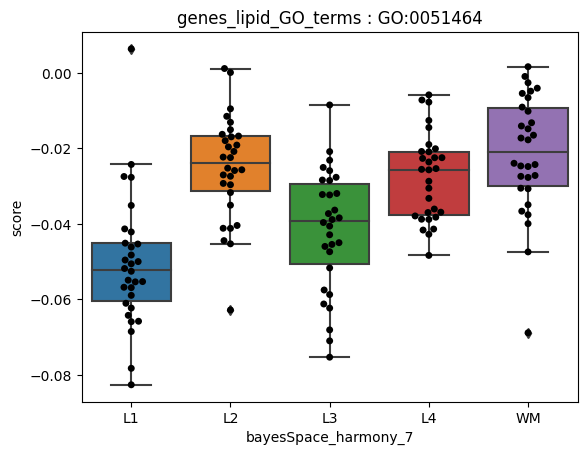 genes_lipid_GO_terms : GO:0051464
0.00
−0.02
−0.04
−0.06
−0.08
score
L1 L2 L3 L4 WM
bayesSpace_harmony_7